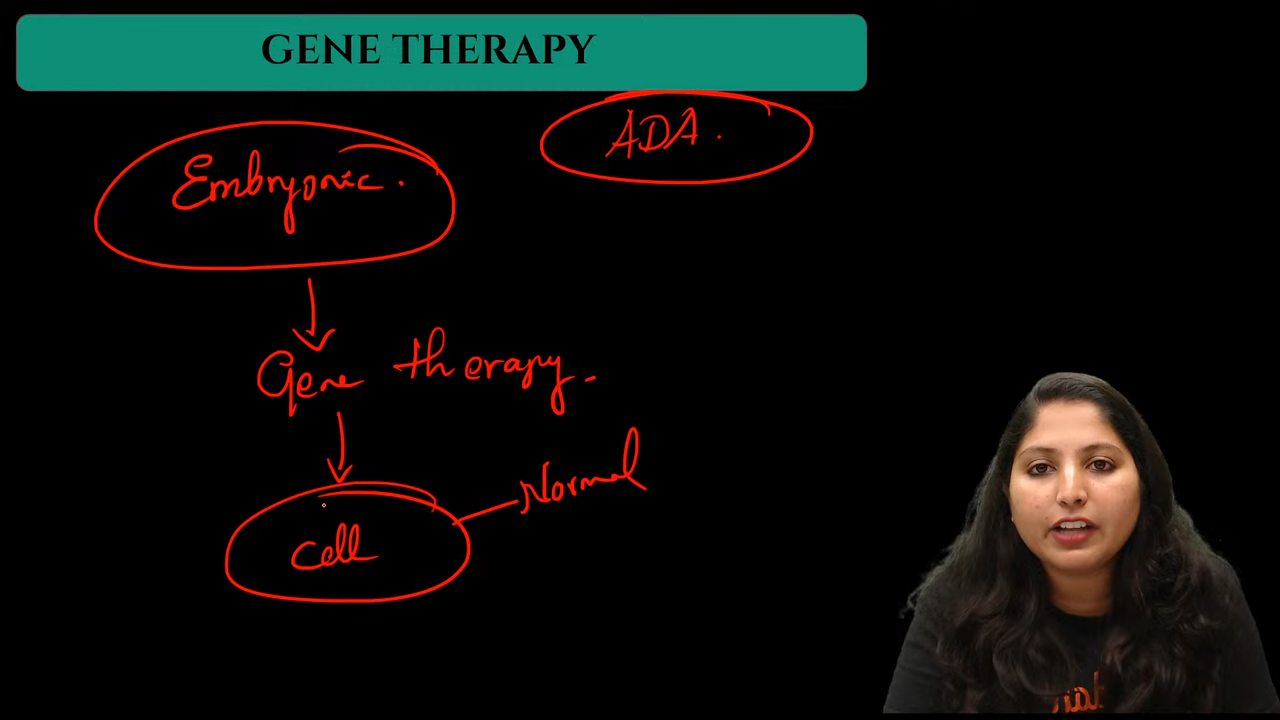 GENE THERAPY
ADA.
Embryonic.
Gene therapy.
Normal
cell